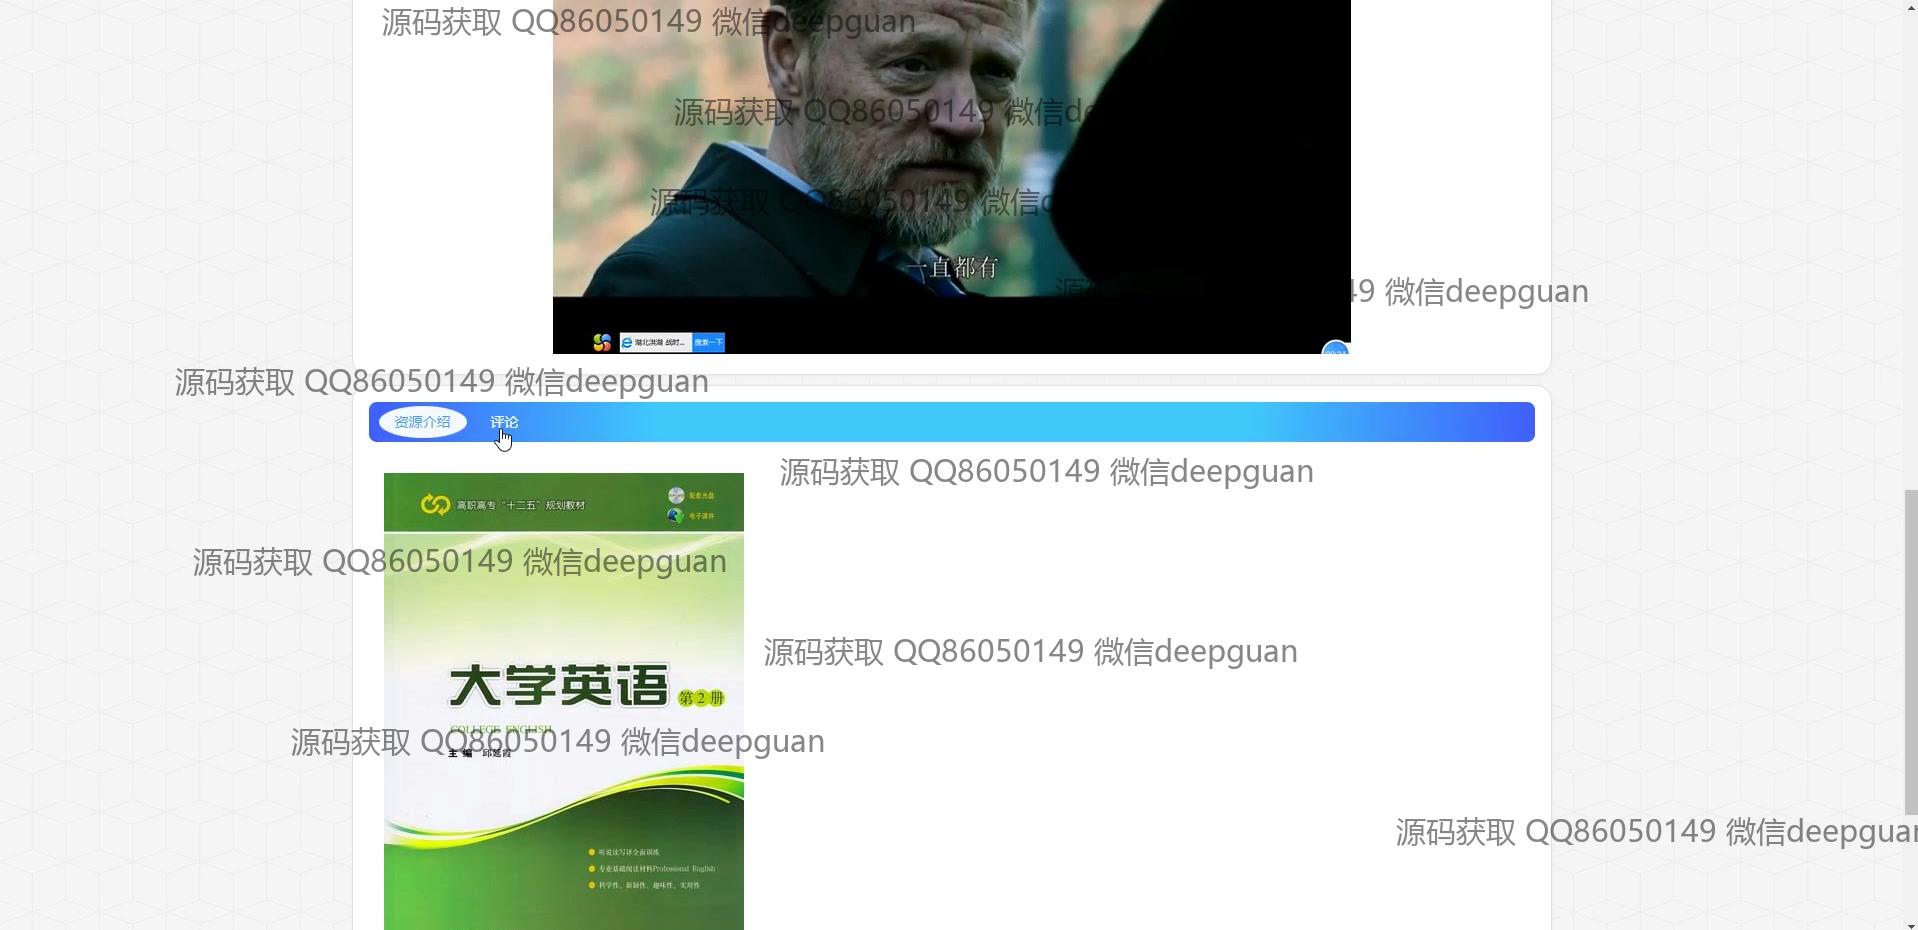 源码获取 QQ86050149 微信deepguan
源码获取 QQ86050149 微信de
源码获取 QQ86050149 微信d
一直都有
源 49 微信deepguan
湖北洪湖 战时... 搜索一下
源码获取 QQ86050149 微信deepguan
资源介绍 评论
源码获取 QQ86050149 微信deepguan
高职高专“十二五”规划教材
配套光盘
电子课件
源码获取 QQ86050149 微信deepguan
源码获取 QQ86050149 微信deepguan
大学英语 第2册
COLLEGE ENGLISH
源码获取 QQ86050149 微信deepguan
主 编 邱延霞
源码获取 QQ86050149 微信deepguan
听说读写译全面训练
专业基础阅读材料Professional English
科学性、新颖性、趣味性、实用性